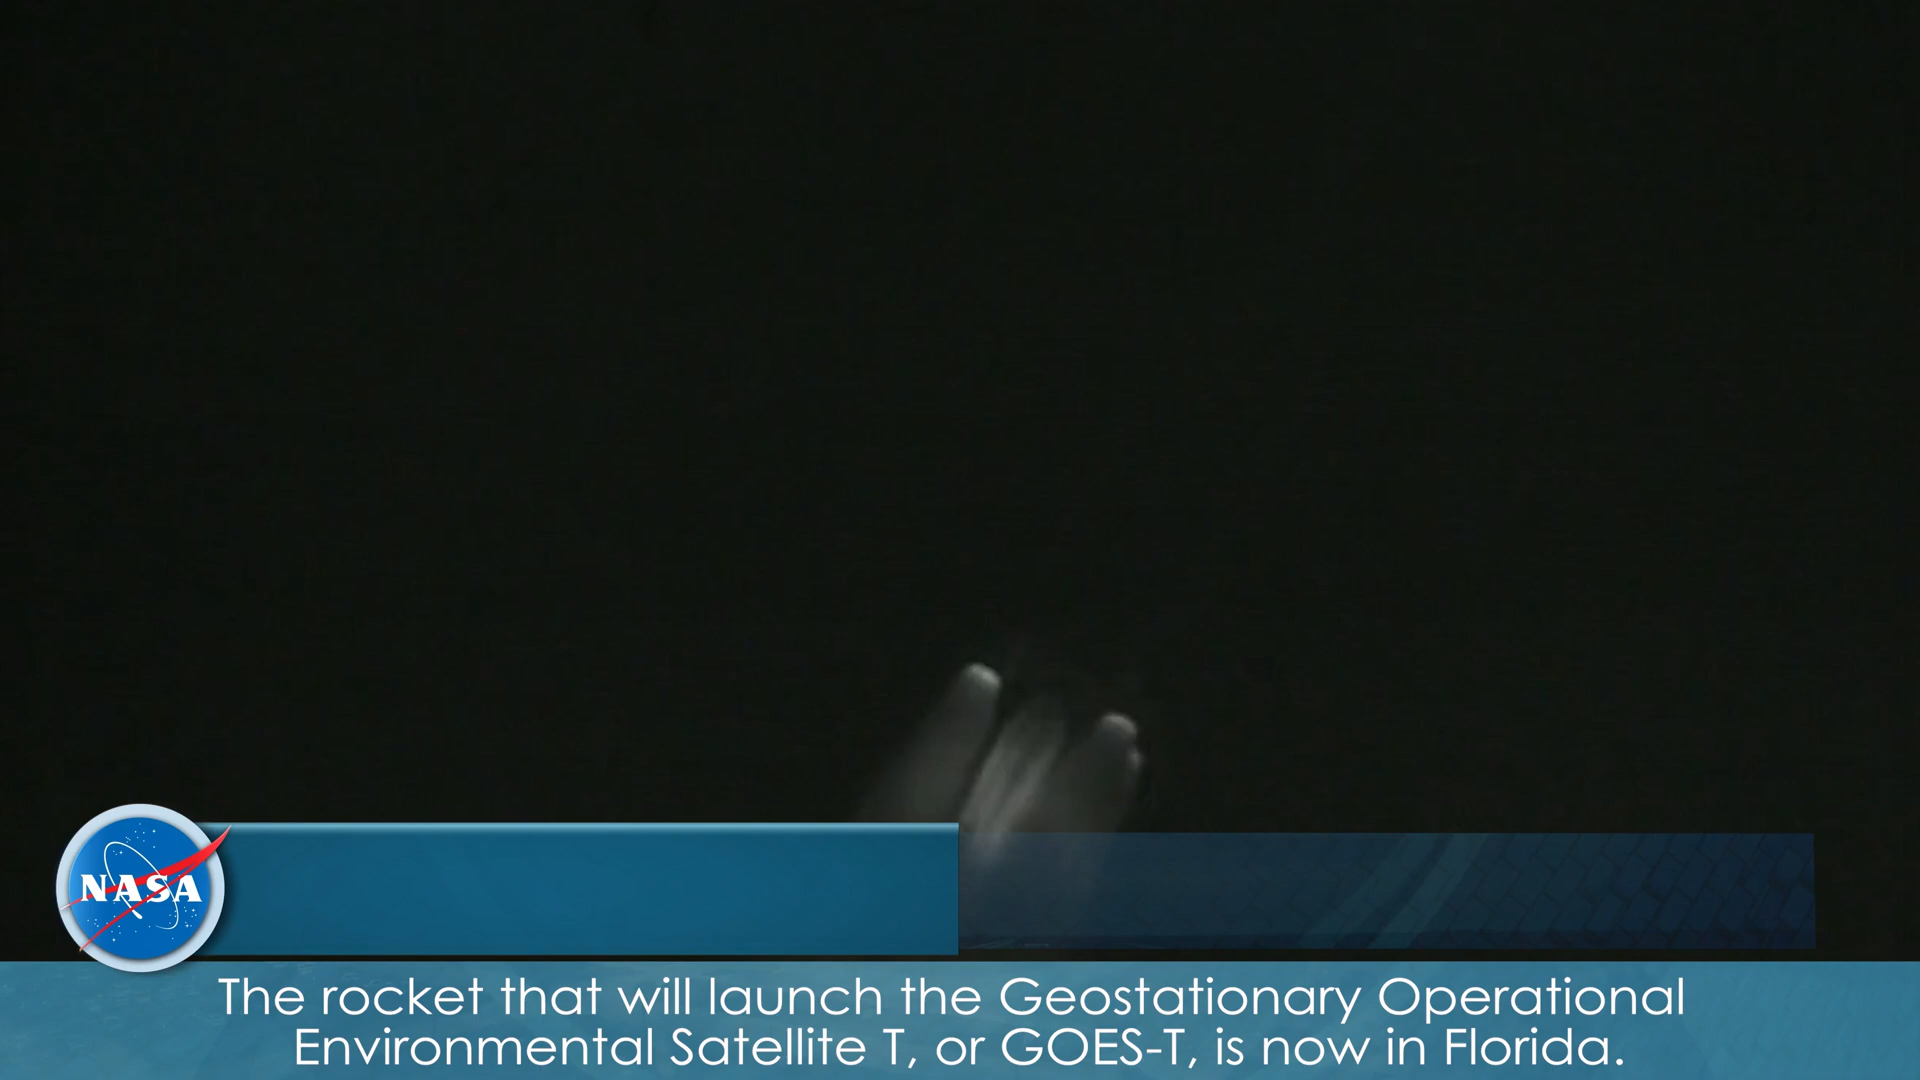 NASA
The rocket that will launch the Geostationary Operational
Environmental Satellite T, or GOES-T, is now in Florida.